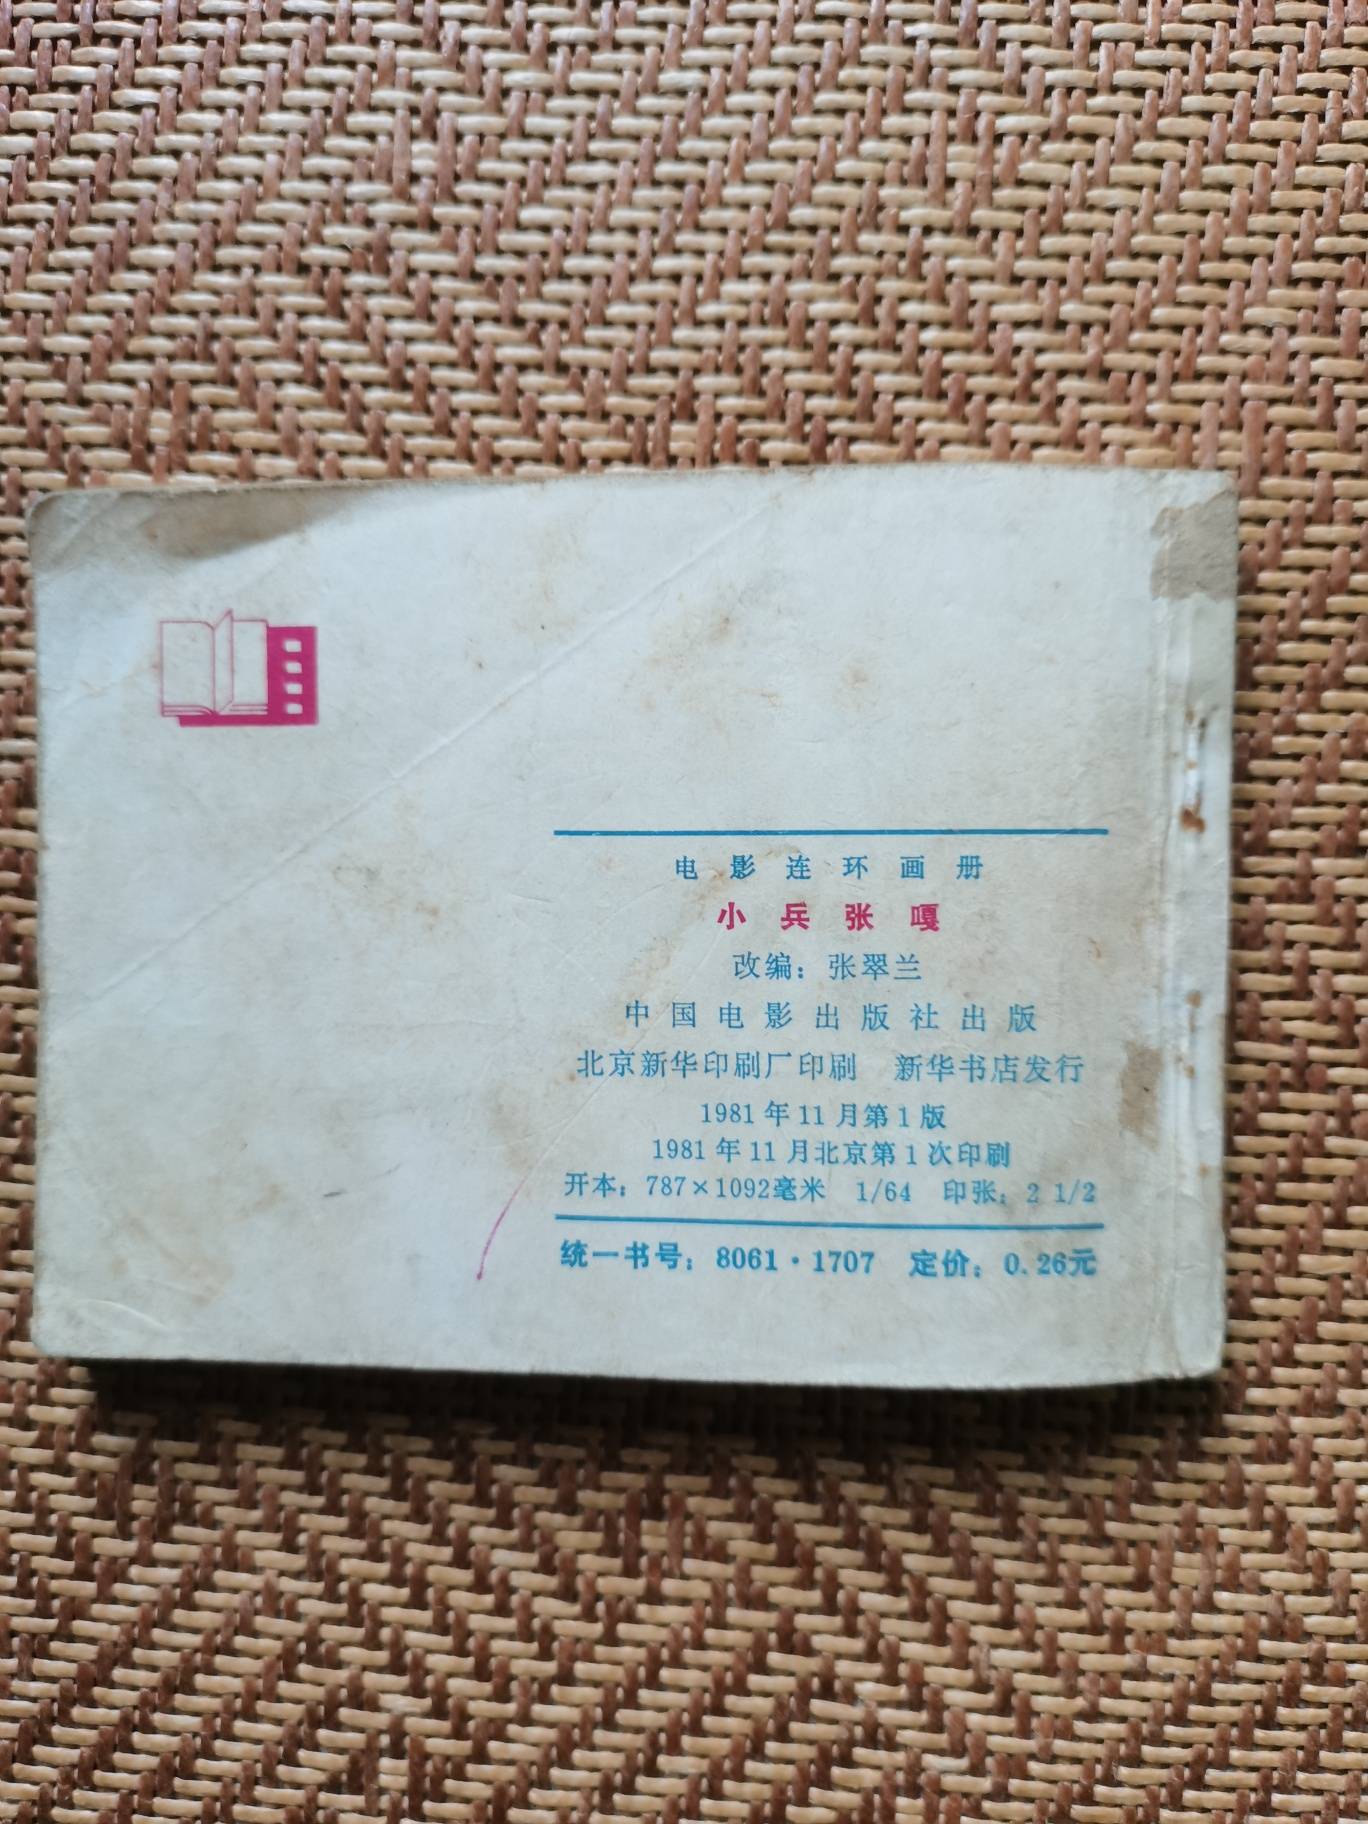 电影连环画册
小兵张嘎
改编：张翠兰
中国电影出版社出版
北京新华印刷厂印刷　新华书店发行
1981年11月第1版
1981年11月北京第1次印刷
开本：787×1092毫米　1/64　印张：2 1/2
统一书号：8061·1707　定价：0.26元